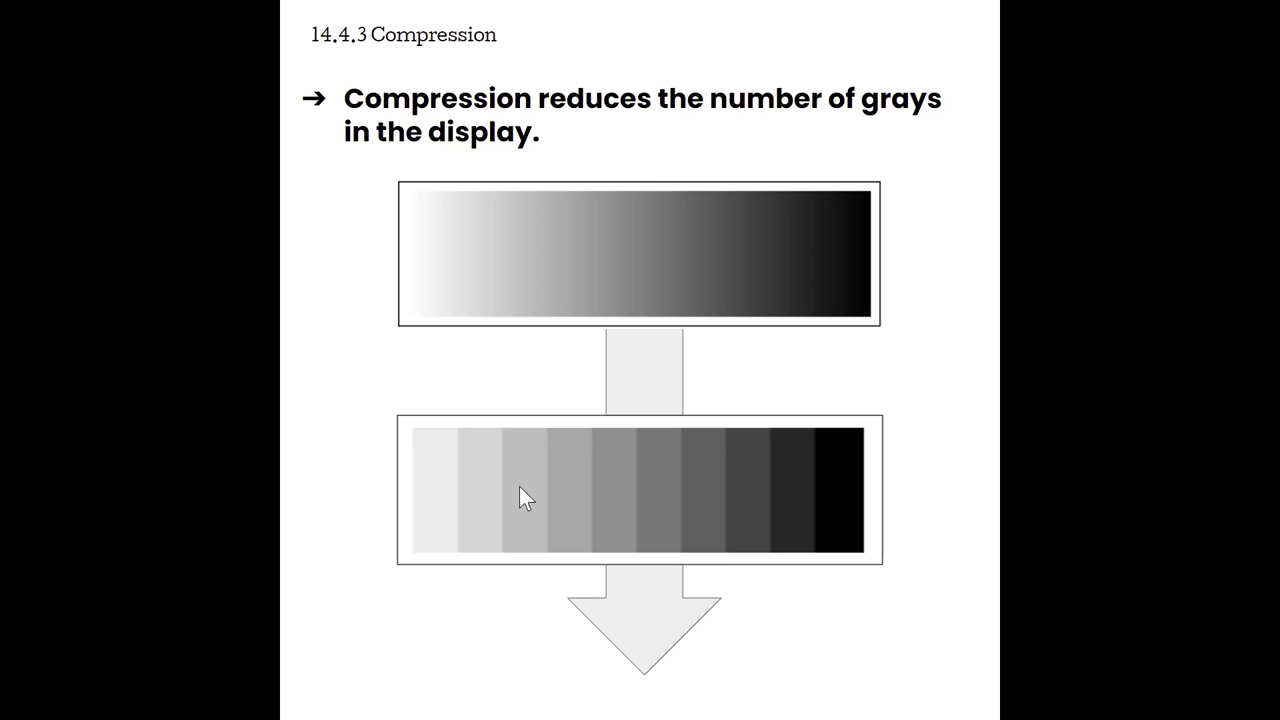 14.4.3 Compression
➔ Compression reduces the number of grays
in the display.